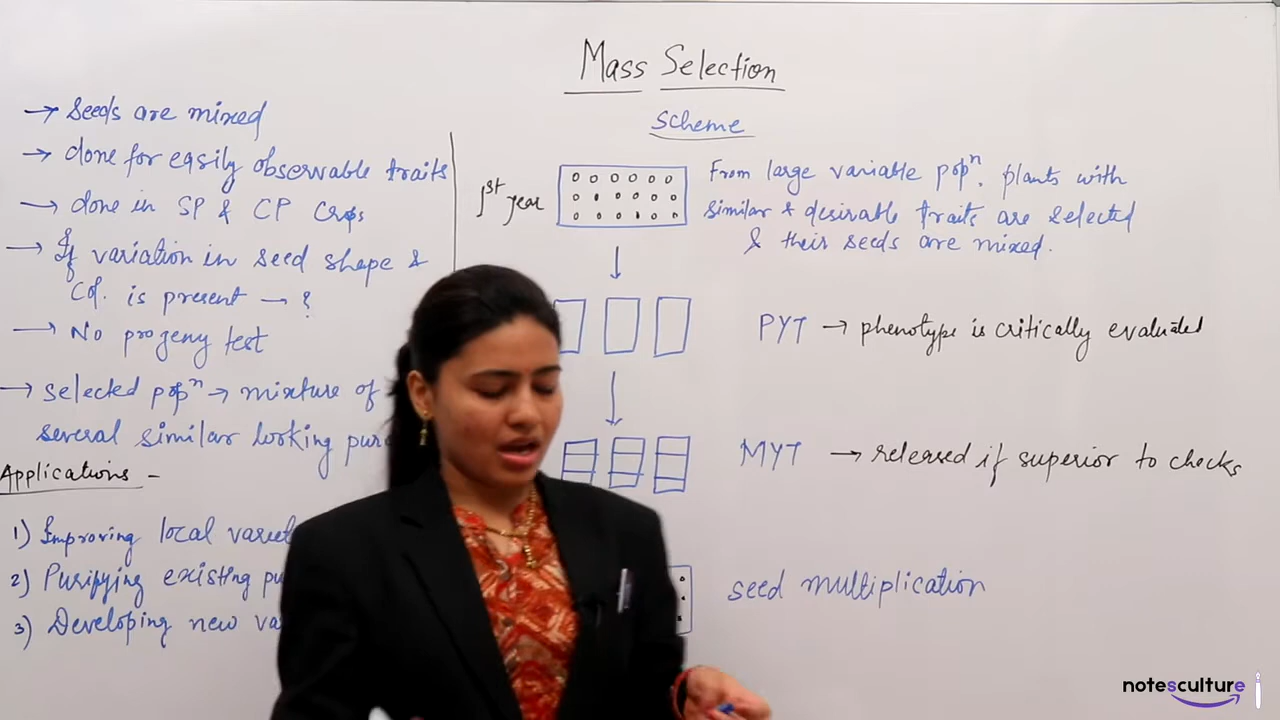 Mass Selection
Scheme
→ Seeds are mixed
→ done for easily observable traits
→ done in SP & CP Crops
→ If variation in seed shape &
Col. is present → ?
→ No progeny test
→ selected popⁿ → mixture of
several similar looking
Applications -
1) Improving local
2) Purifying existing
3) Developing new
1st year
From large variable popⁿ. plants with
similar & desirable traits are selected
& their seeds are mixed.
PYT → phenotype is critically evaluated
MYT → released if superior to checks
seed multiplication
notesculture